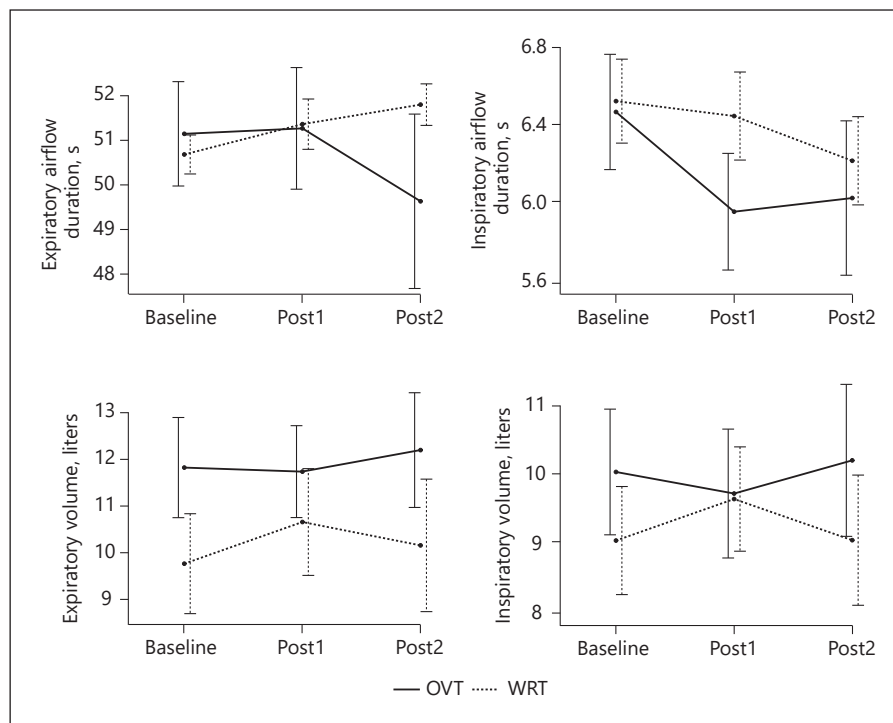 Expiratory airflow
duration, s
52
51
50
49
48
Baseline
Post1
Post2
Inspiratory airflow
duration, s
6.8
6.4
6.0
5.6
Baseline
Post1
Post2
Expiratory volume, liters
13
12
11
10
9
Baseline
Post1
Post2
Inspiratory volume, liters
11
10
9
8
Baseline
Post1
Post2
OVT
WRT